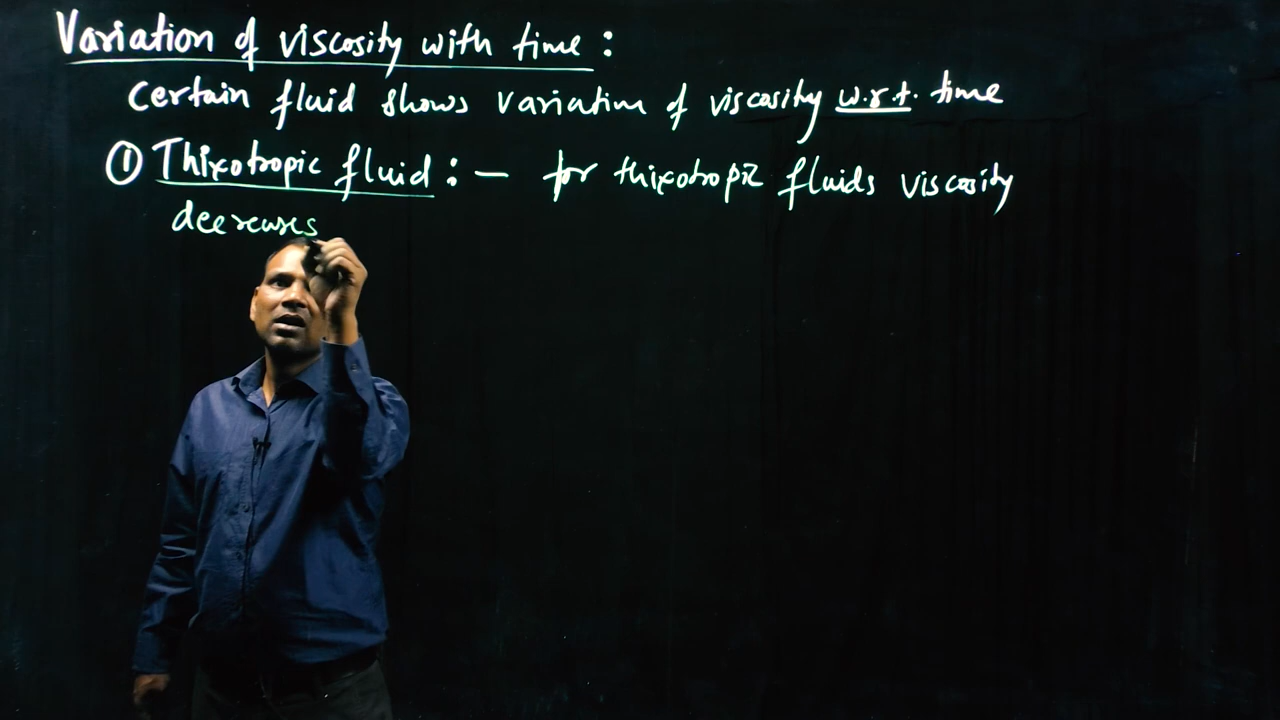 Variation of viscosity with time :
Certain fluid shows variation of viscosity w.r.t. time
① Thixotropic fluid : — for thixotropic fluids viscosity
decreases